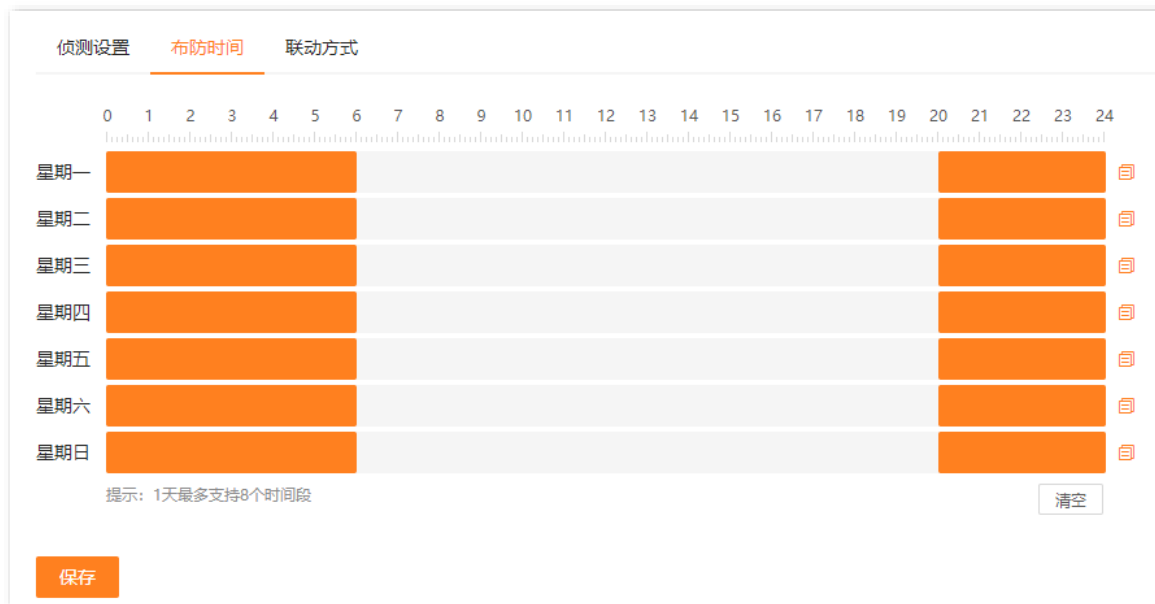 侦测设置 布防时间 联动方式
0 1 2 3 4 5 6 7 8 9 10 11 12 13 14 15 16 17 18 19 20 21 22 23 24
星期一
星期二
星期三
星期四
星期五
星期六
星期日
提示：1天最多支持8个时间段 清空
保存